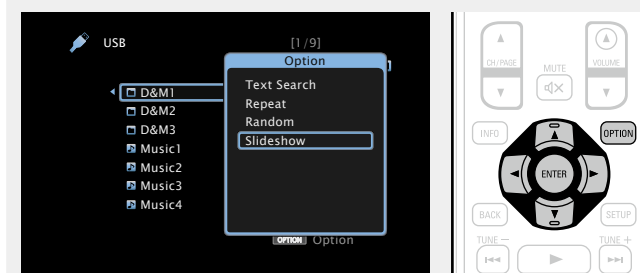 USB
[1/9]
Option
D&M1
D&M2
D&M3
Music1
Music2
Music3
Music4
Text Search
Repeat
Random
Slideshow
OPTION Option
CH/PAGE
MUTE
VOLUME
INFO
OPTION
ENTER
BACK
SETUP
TUNE −
TUNE +